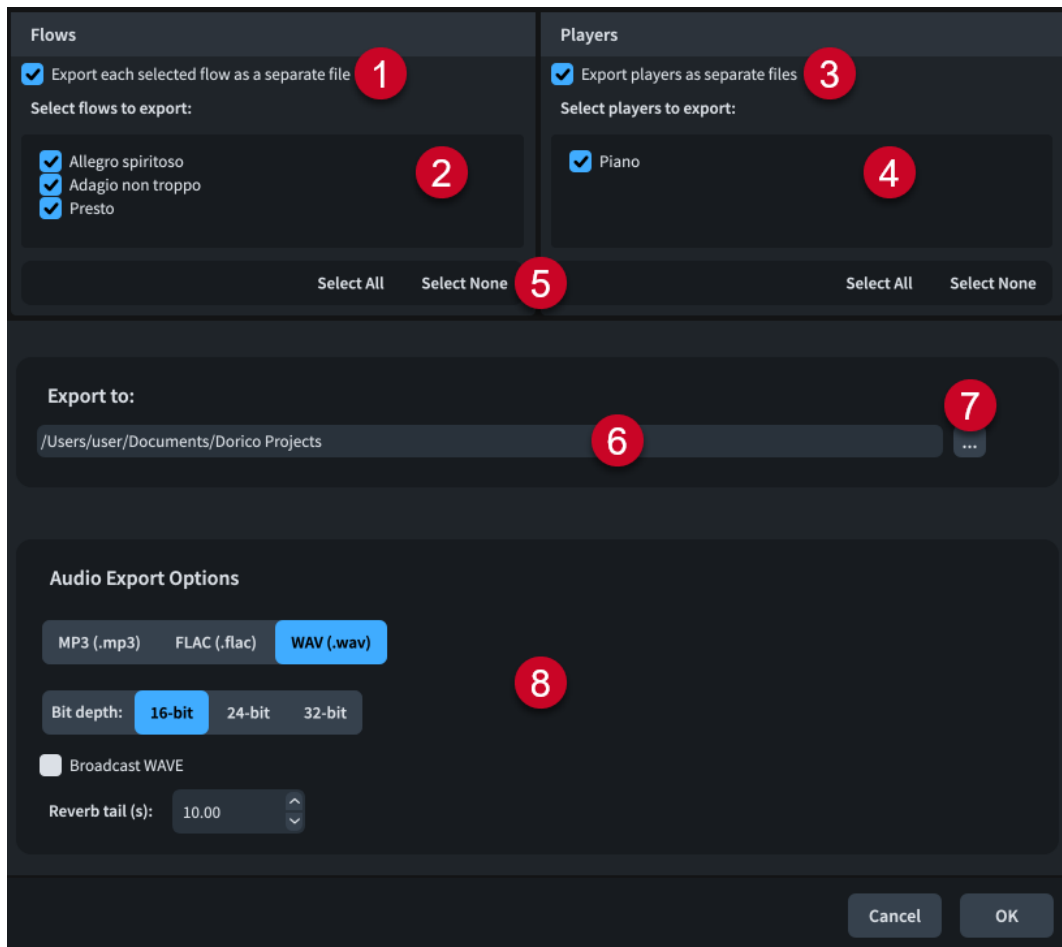 Flows
Players
Export each selected flow as a separate file 1
Export players as separate files 3
Select flows to export:
Select players to export:
Allegro spiritoso
Adagio non troppo
Presto
2
Piano
4
Select All Select None 5
Select All Select None
Export to:
7
/Users/user/Documents/Dorico Projects 6
...
Audio Export Options
MP3 (.mp3) FLAC (.flac) WAV (.wav)
8
Bit depth: 16-bit 24-bit 32-bit
Broadcast WAVE
Reverb tail (s): 10.00
Cancel OK